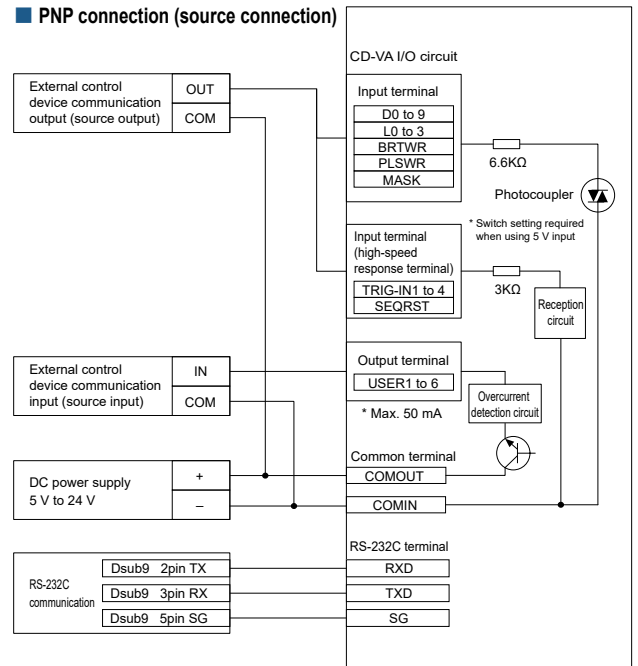 PNP connection (source connection)
CD-VA I/O circuit
External control
device communication
output (source output)
OUT
COM
Input terminal
D0 to 9
L0 to 3
BRTWR
PLSWR
MASK
6.6KΩ
Photocoupler
* Switch setting required
when using 5 V input
Input terminal
(high-speed
response terminal)
TRIG-IN1 to 4
SEQRST
3KΩ
Reception
circuit
External control
device communication
input (source input)
IN
COM
Output terminal
USER1 to 6
* Max. 50 mA
Overcurrent
detection circuit
Common terminal
DC power supply
5 V to 24 V
+
–
COMOUT
COMIN
RS-232C terminal
RS-232C
communication
Dsub9 2pin TX
Dsub9 3pin RX
Dsub9 5pin SG
RXD
TXD
SG